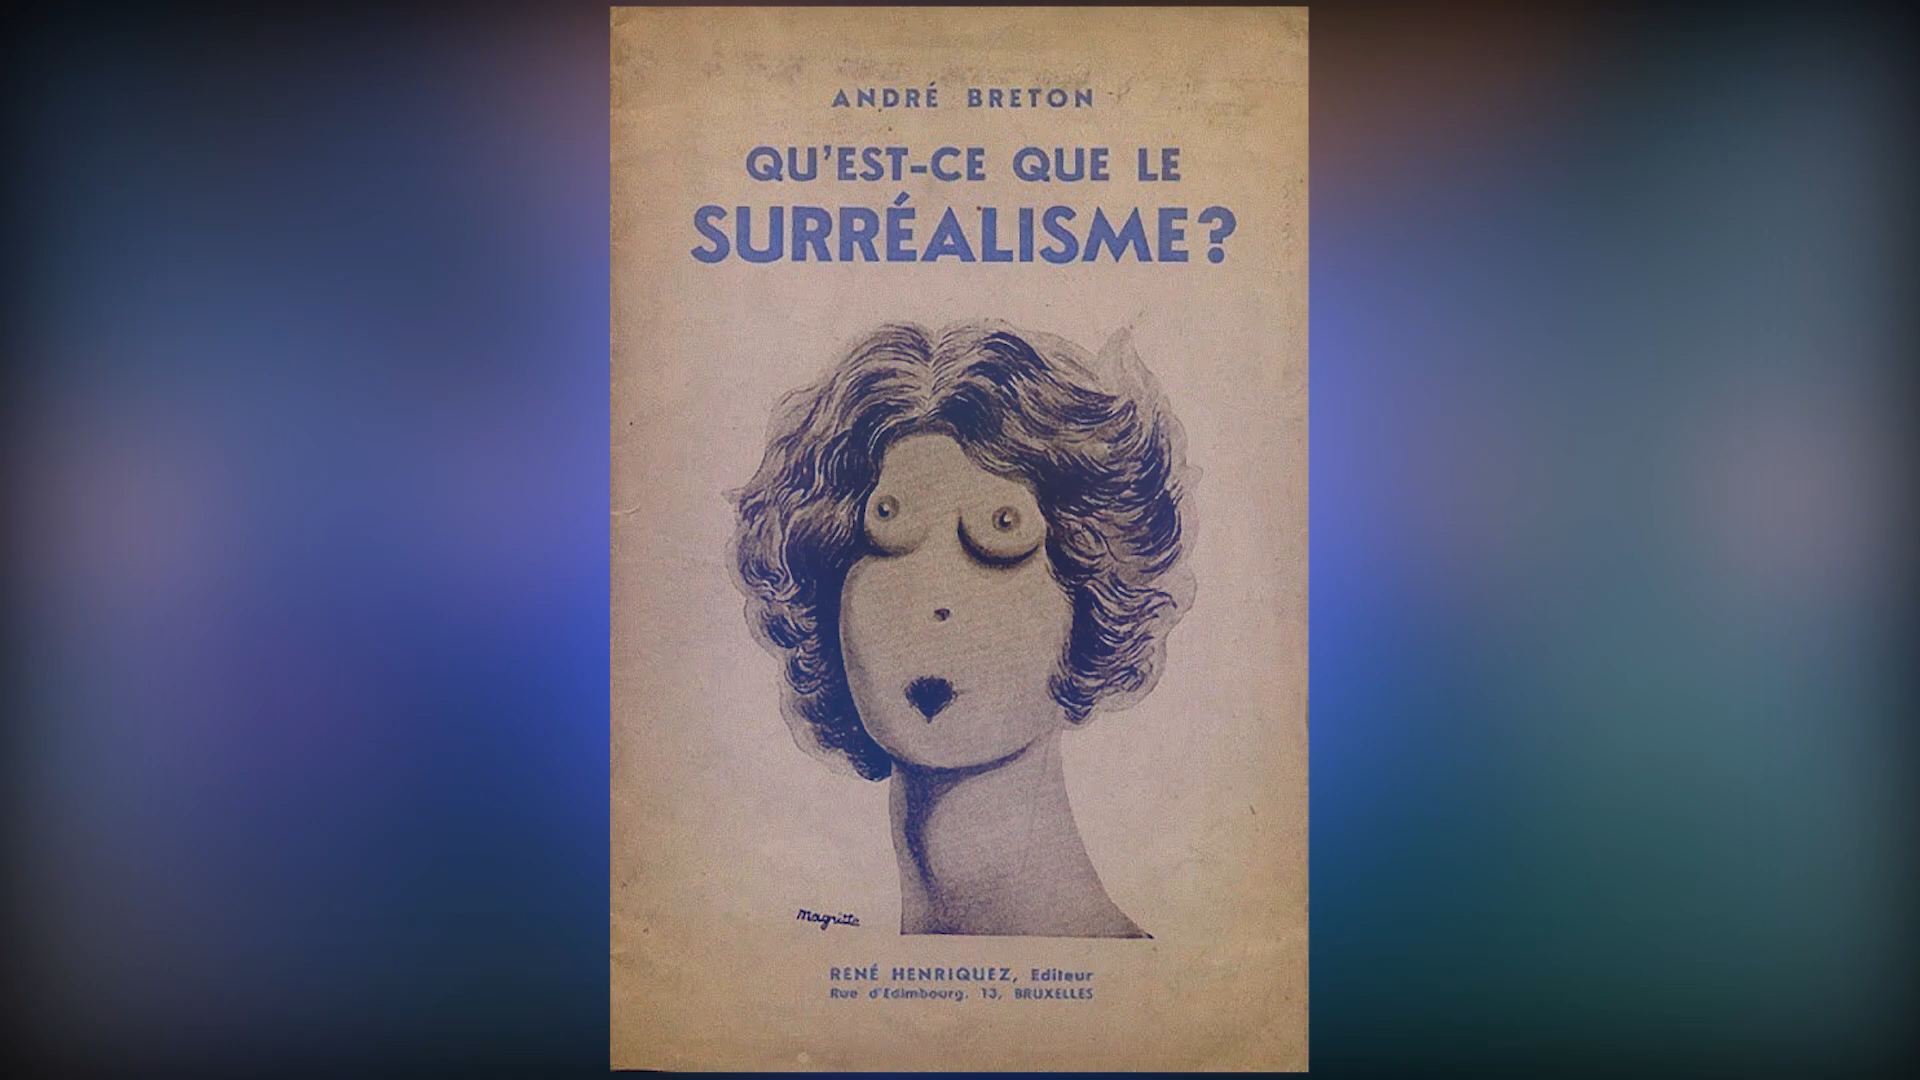 ANDRÉ BRETON
QU'EST-CE QUE LE
SURRÉALISME?
Magritte
RENÉ HENRIQUEZ, Editeur
Rue d'Edimbourg, 13, BRUXELLES